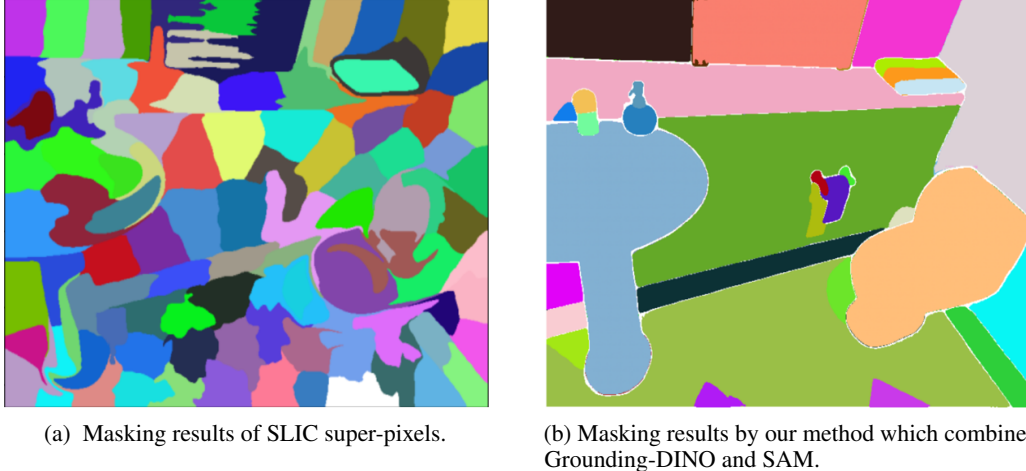 (a) Masking results of SLIC super-pixels.
(b) Masking results by our method which combine
Grounding-DINO and SAM.